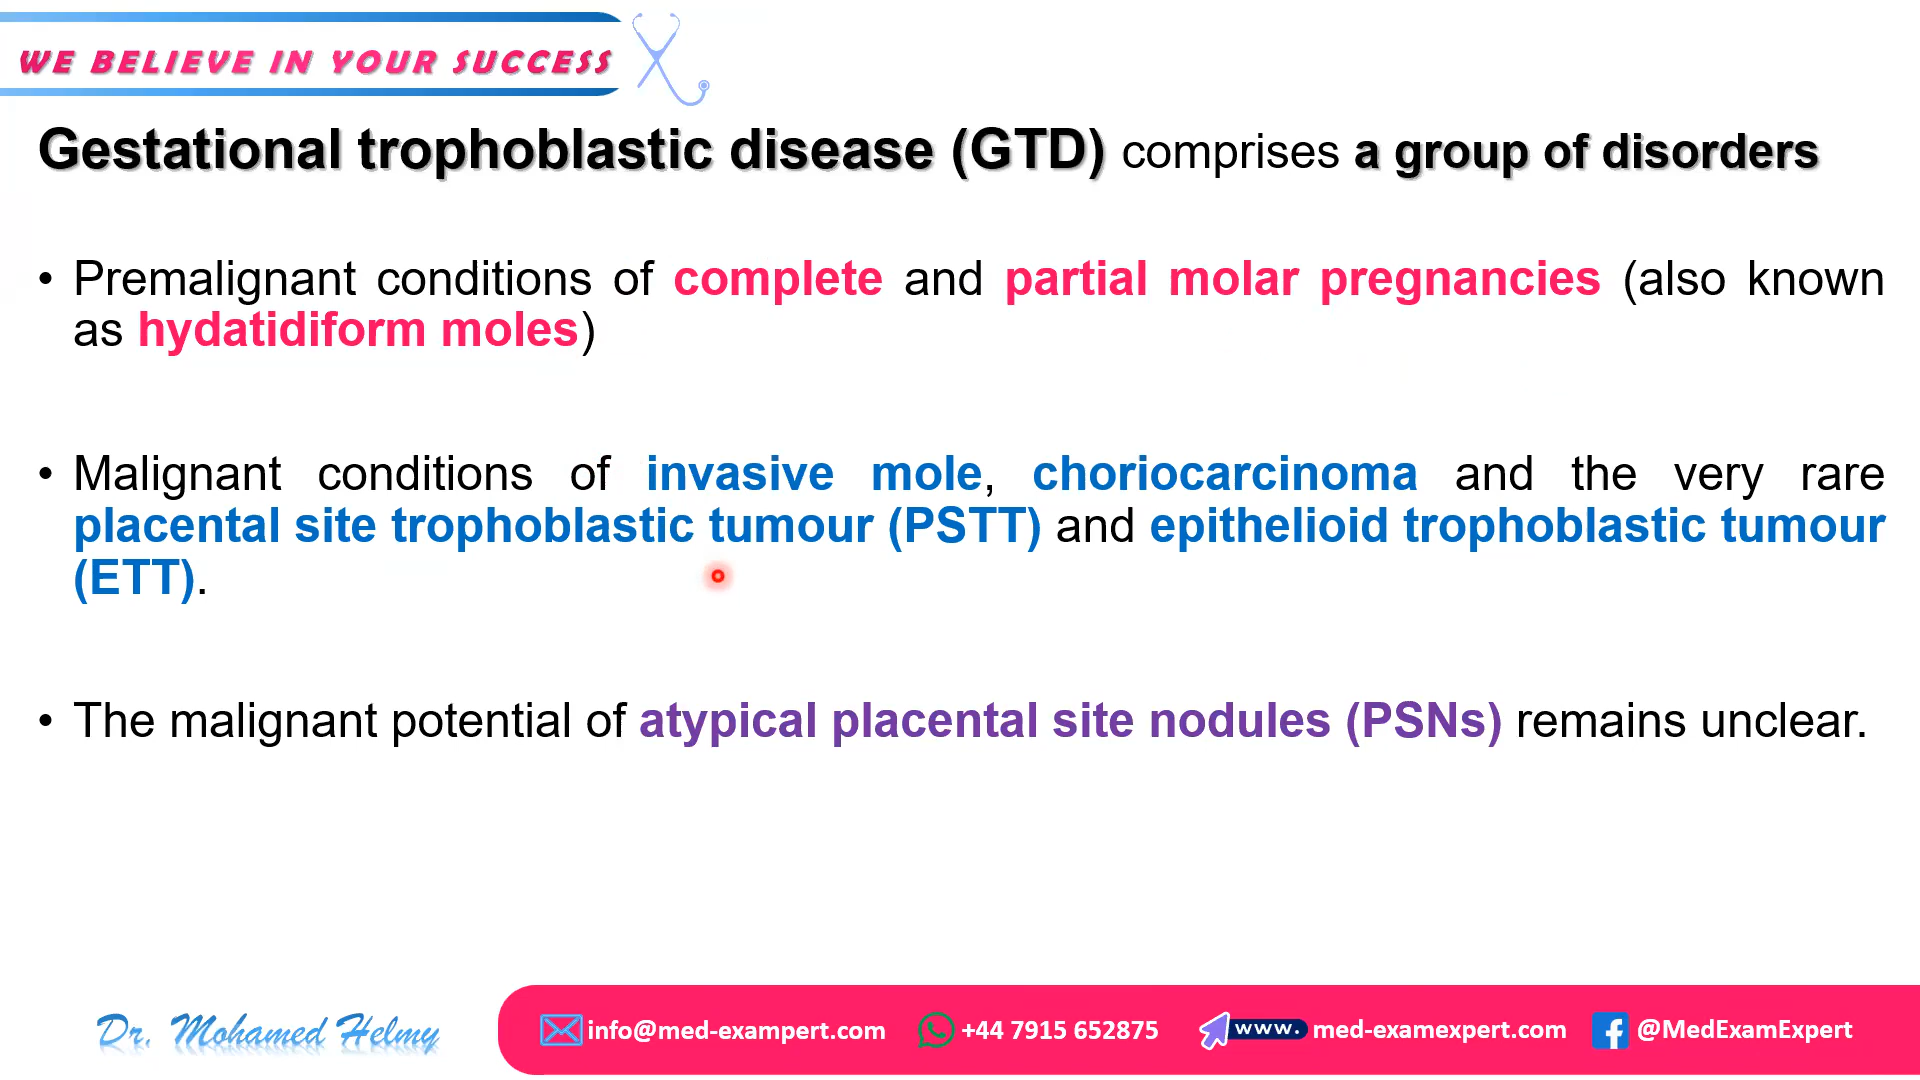 WE BELIEVE IN YOUR SUCCESS
Gestational trophoblastic disease (GTD) comprises a group of disorders
• Premalignant conditions of complete and partial molar pregnancies (also known
as hydatidiform moles)
• Malignant conditions of invasive mole, choriocarcinoma and the very rare
placental site trophoblastic tumour (PSTT) and epithelioid trophoblastic tumour
(ETT).
• The malignant potential of atypical placental site nodules (PSNs) remains unclear.
Dr. Mohamed Helmy
info@med-exampert.com +44 7915 652875 www. med-examexpert.com @MedExamExpert